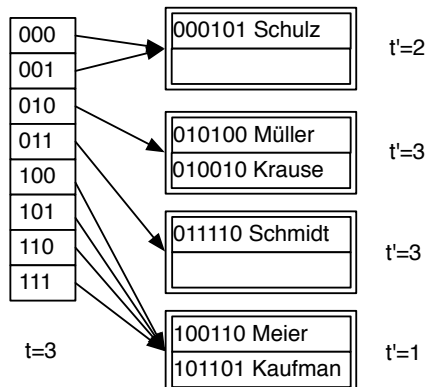 000
001
010
011
100
101
110
111
t=3
000101 Schulz
t'=2
010100 Müller
010010 Krause
t'=3
011110 Schmidt
t'=3
100110 Meier
101101 Kaufman
t'=1